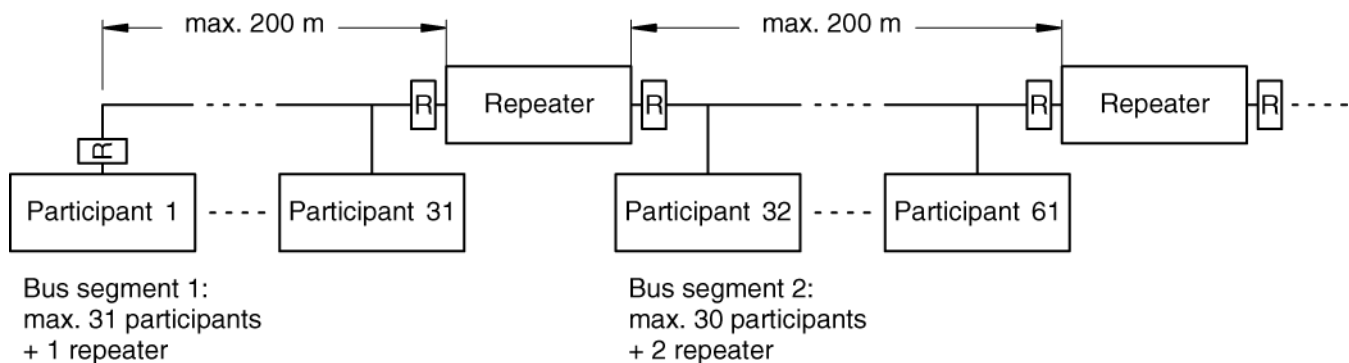 max. 200 m
max. 200 m
R
Repeater
R
R
Repeater
R
R
Participant 1
Participant 31
Participant 32
Participant 61
Bus segment 1:
max. 31 participants
+ 1 repeater
Bus segment 2:
max. 30 participants
+ 2 repeater